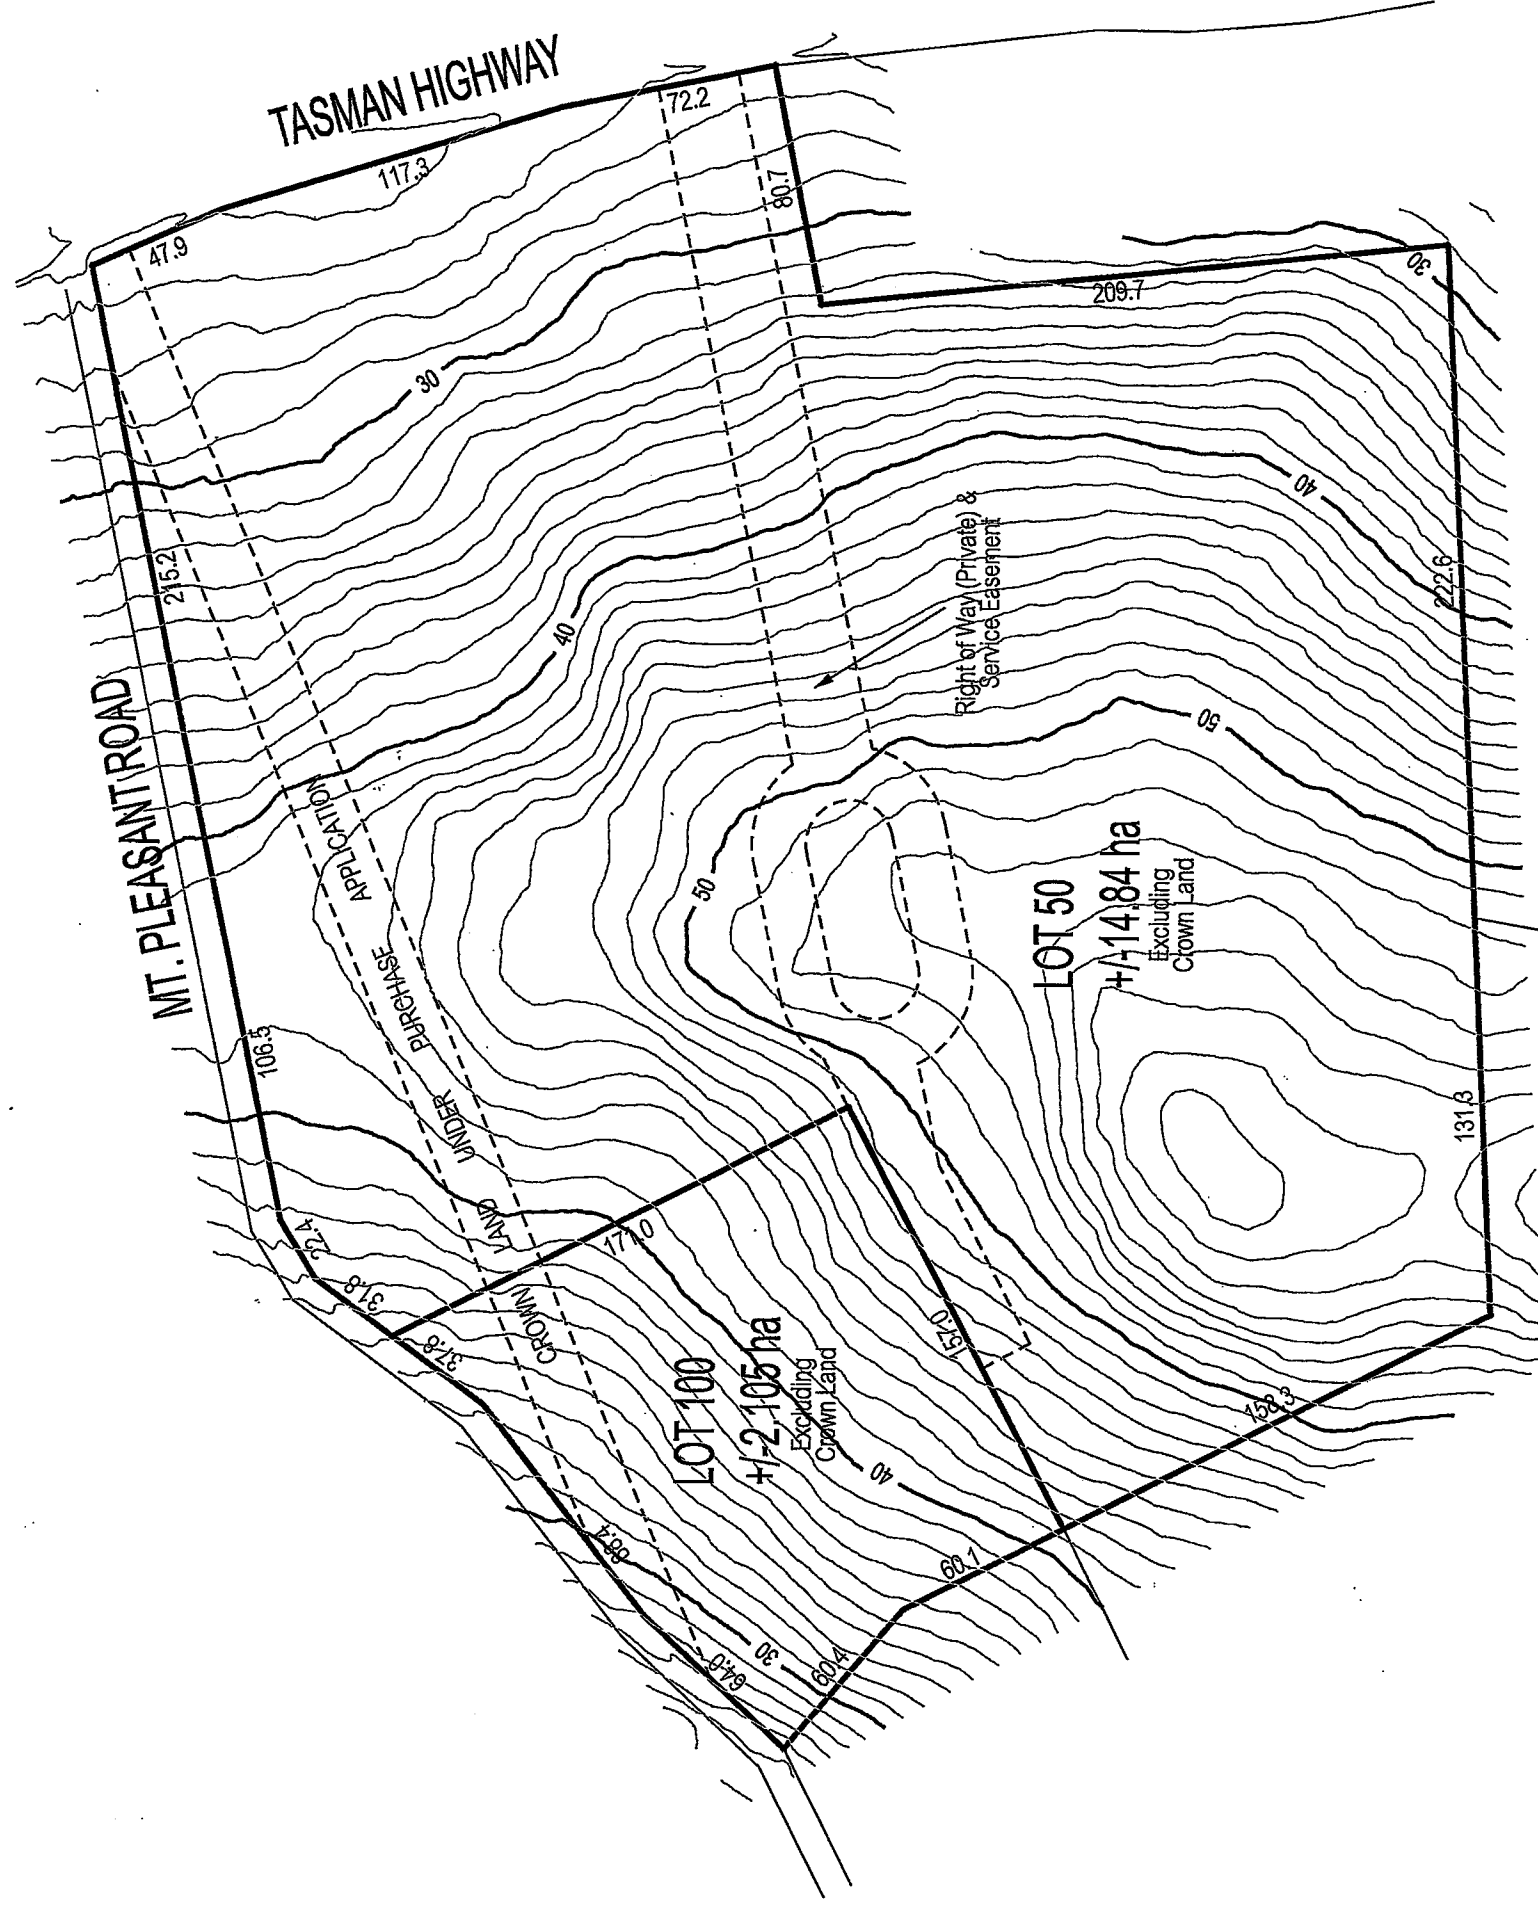 TASMAN HIGHWAY
72.2
117.3
80.7
47.9
209.7
30
30
40
215.2
Right of Way (Private) &
Service Easement
222.6
40
MT. PLEASANT ROAD
50
APPLICATION
50
LOT 50
+/-14.84 ha
Excluding
Crown Land
PURCHASE
106.5
UNDER
131.3
LAND
22.4
177.0
31.8
CROWN
37.8
157.0
LOT 100
+/-2.105 ha
Excluding
Crown Land
158.3
40
88.4
60.1
30
64.0
60.4